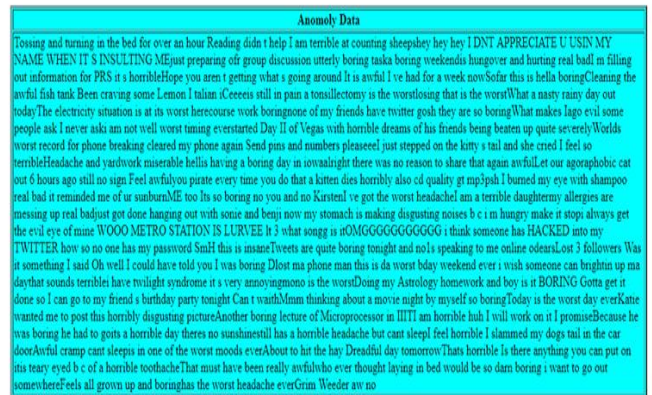 Anomoly Data
Tossing and turning in the bed for over an hour Reading didn t help I am terrible at counting sheepshey hey hey I DNT APPRECIATE U USIN MY
NAME WHEN IT S INSULTING MEjust preparing ofr group discussion utterly boring taska boring weekendis hungover and hurting real badI m filling
out information for PRS it s horribleHope you aren t getting what s going around It is awful I ve had for a week nowSofar this is hella boringCleaning the
awful fish tank Been craving some Lemon I talian iCeeeeis still in pain a tonsillectomy is the worstlosing that is the worstWhat a nasty rainy day out
todayThe electricity situation is at its worst herecourse work boringnone of my friends have twitter gosh they are so boringWhat makes Iago evil some
people ask I never aski am not well worst timing everstarted Day II of Vegas with horrible dreams of his friends being beaten up quite severelyWorlds
worst record for phone breaking cleared my phone again Send pins and numbers pleaseeeI just stepped on the kitty s tail and she cried I feel so
terribleHeadache and yardwork miserable hellis having a boring day in iowaalright there was no reason to share that again awfulLet our agoraphobic cat
out 6 hours ago still no sign Feel awfulyou pirate every time you do that a kitten dies horribly also cd quality gt mp3psh I burned my eye with shampoo
real bad it reminded me of ur sunburnME too Its so boring no you and no KirstenI ve got the worst headacheI am a terrible daughtermy allergies are
messing up real badjust got done hanging out with sonie and benji now my stomach is making disgusting noises b c i m hungry make it stopi always get
the evil eye of mine WOOO METRO STATION IS LURVEE lt 3 what songg is itOMGGGGGGGGGGG i think someone has HACKED into my
TWITTER how so no one has my password SmH this is insaneTweets are quite boring tonight and no1s speaking to me online odearsLost 3 followers Was
it something I said Oh well I could have told you I was boring Dlost ma phone man this is da worst bday weekend ever i wish someone can brightin up ma
daythat sounds terriblei have twilight syndrome it s very annoyingmono is the worstDoing my Astrology homework and boy is it BORING Gotta get it
done so I can go to my friend s birthday party tonight Can t waithMmm thinking about a movie night by myself so boringToday is the worst day everKatie
wanted me to post this horribly disgusting pictureAnother boring lecture of Microprocessor in IIITI am horrible huh I will work on it I promiseBecause he
was boring he had to goits a horrible day theres no sunshinestill has a horrible headache but cant sleepI feel horrible I slammed my dogs tail in the car
doorAwful cramp cant sleepis in one of the worst moods everAbout to hit the hay Dreadful day tomorrowThats horrible Is there anything you can put on
itis teary eyed b c of a horrible toothacheThat must have been really awfulwho ever thought laying in bed would be so darn boring i want to go out
somewhereFeels all grown up and boringhas the worst headache everGrim Weeder aw no